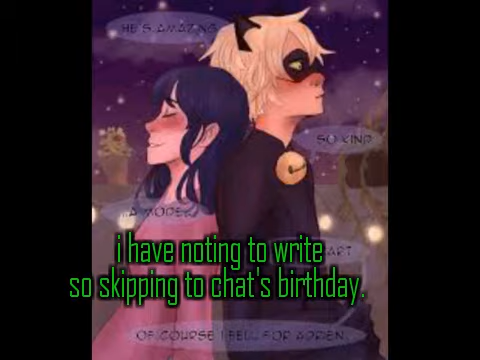 HE'S AMAZING
SO KIND
A MODEL
ART
i have noting to write
so skipping to chat's birthday.
OF COURSE I FELL FOR ADRIEN